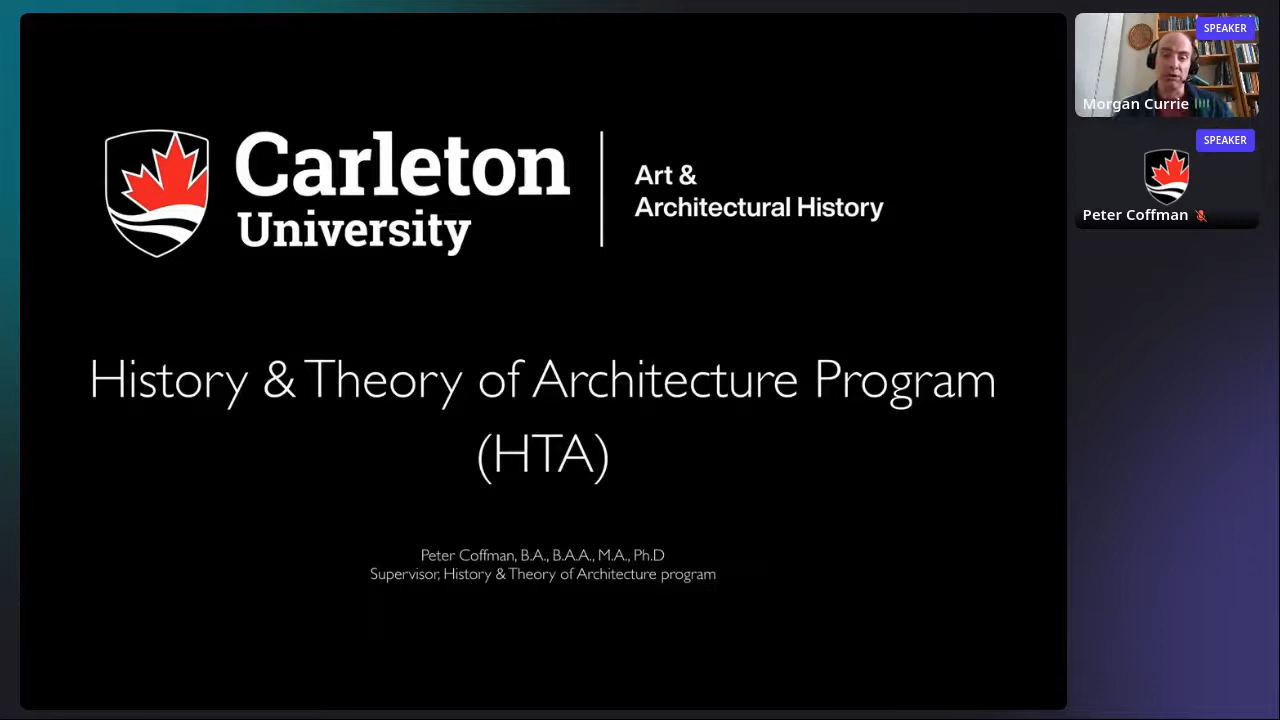 Carleton
University
Art &
Architectural History
History & Theory of Architecture Program
(HTA)
Peter Coffman, B.A., B.A.A., M.A., Ph.D
Supervisor, History & Theory of Architecture program
SPEAKER
Morgan Currie
SPEAKER
Peter Coffman